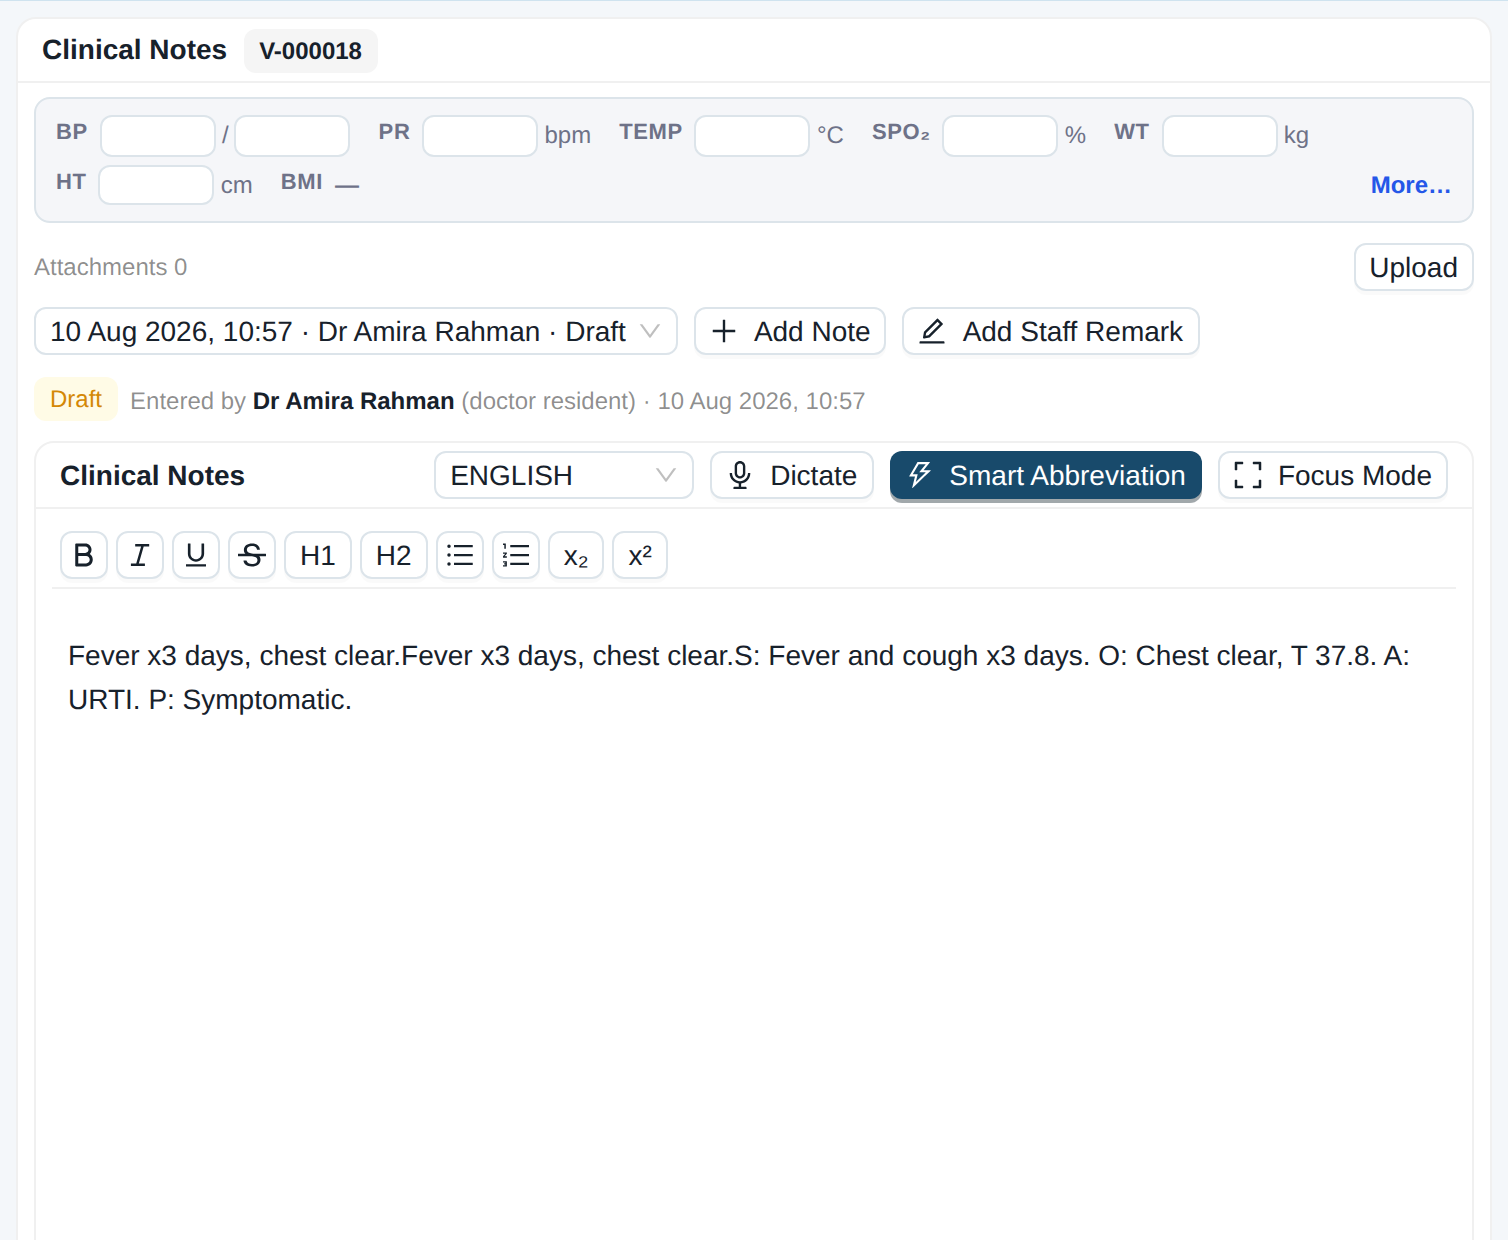 Clinical Notes V-000018
BP / PR bpm TEMP °C SPO₂ % WT kg
HT cm BMI — More...
Attachments 0 Upload
10 Aug 2026, 10:57 · Dr Amira Rahman · Draft Add Note Add Staff Remark
Draft Entered by Dr Amira Rahman (doctor resident) · 10 Aug 2026, 10:57
Clinical Notes ENGLISH Dictate Smart Abbreviation Focus Mode
B I U S H1 H2 x₂ x²
Fever x3 days, chest clear.Fever x3 days, chest clear.S: Fever and cough x3 days. O: Chest clear, T 37.8. A:
URTI. P: Symptomatic.